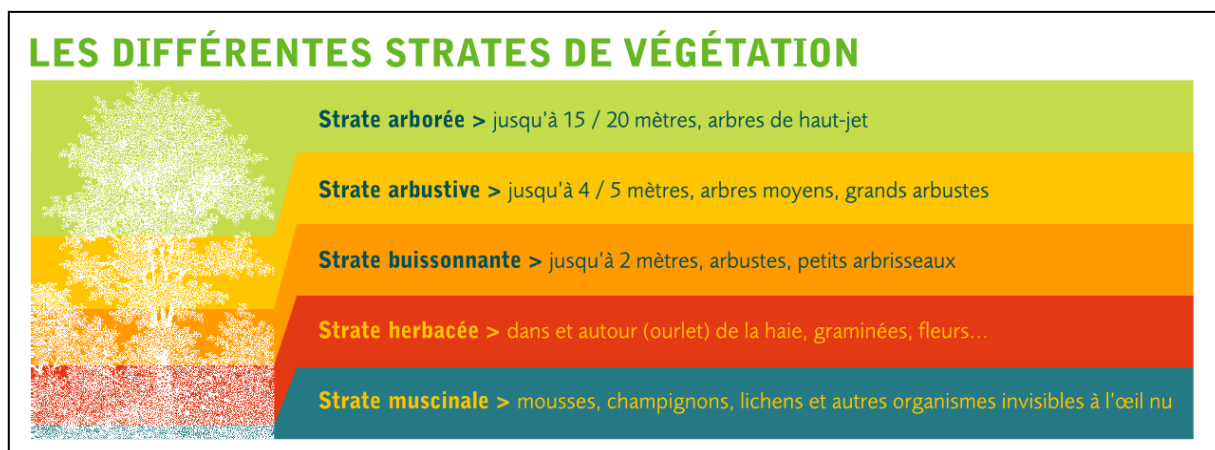 LES DIFFÉRENTES STRATES DE VÉGÉTATION
Strate arborée > jusqu'à 15 / 20 mètres, arbres de haut-jet
Strate arbustive > jusqu'à 4 / 5 mètres, arbres moyens, grands arbustes
Strate buissonnante > jusqu'à 2 mètres, arbustes, petits arbrisseaux
Strate herbacée > dans et autour (ourlet) de la haie, graminées, fleurs...
Strate muscinale > mousses, champignons, lichens et autres organismes invisibles à l'œil nu